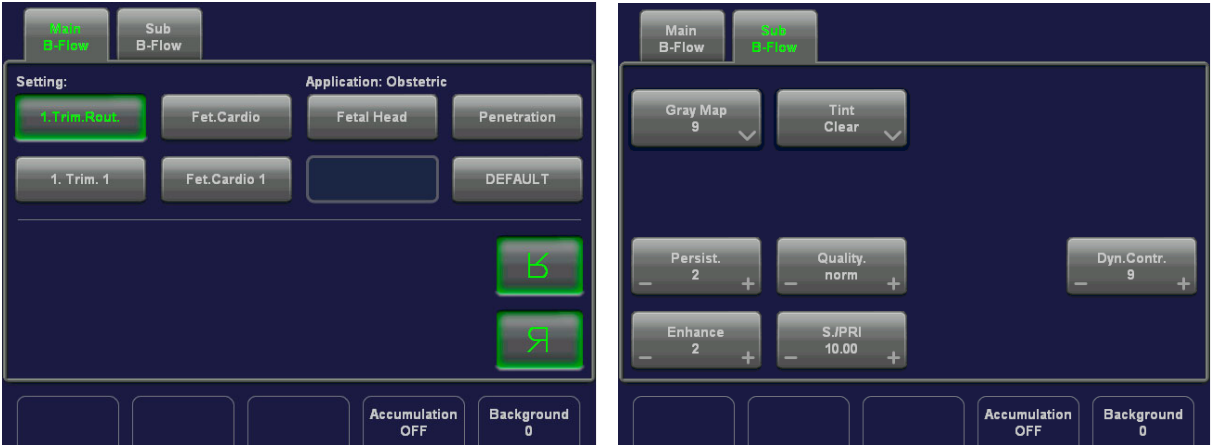 Main
B-Flow
Sub
B-Flow
Setting:
Application: Obstetric
1.Trim.Rout.
Fet.Cardio
Fetal Head
Penetration
1. Trim. 1
Fet.Cardio 1
DEFAULT
R
R
Accumulation
OFF
Background
0
Main
B-Flow
Sub
B-Flow
Gray Map
9
Tint
Clear
Persist.
2
- +
Quality.
norm
- +
Dyn.Contr.
9
- +
Enhance
2
- +
S./PRI
10.00
- +
Accumulation
OFF
Background
0